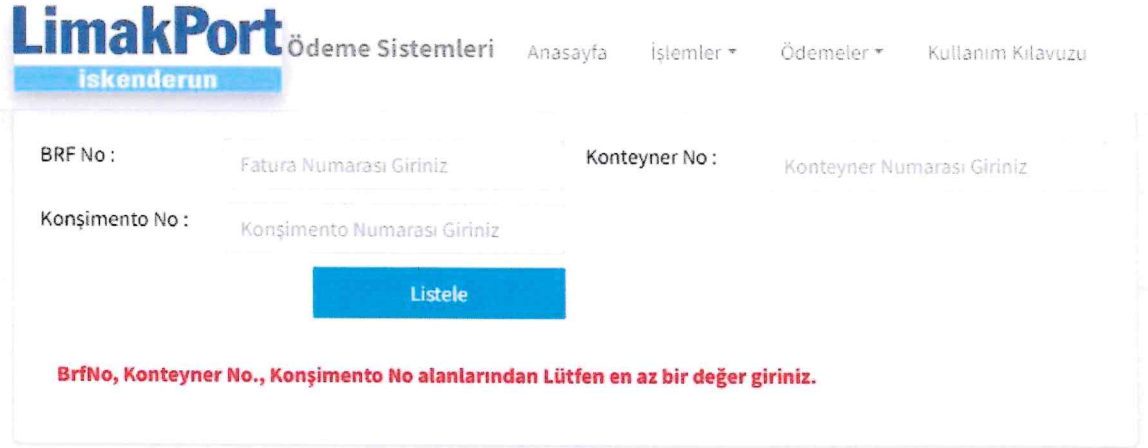 LimakPort
iskenderun
Ödeme Sistemleri Anasayfa İşlemler Ödemeler Kullanım Kılavuzu
BRF No : Fatura Numarası Giriniz Konteyner No : Konteyner Numarası Giriniz
Konşimento No : Konşimento Numarası Giriniz
Listele
BrfNo, Konteyner No., Konşimento No alanlarından Lütfen en az bir değer giriniz.